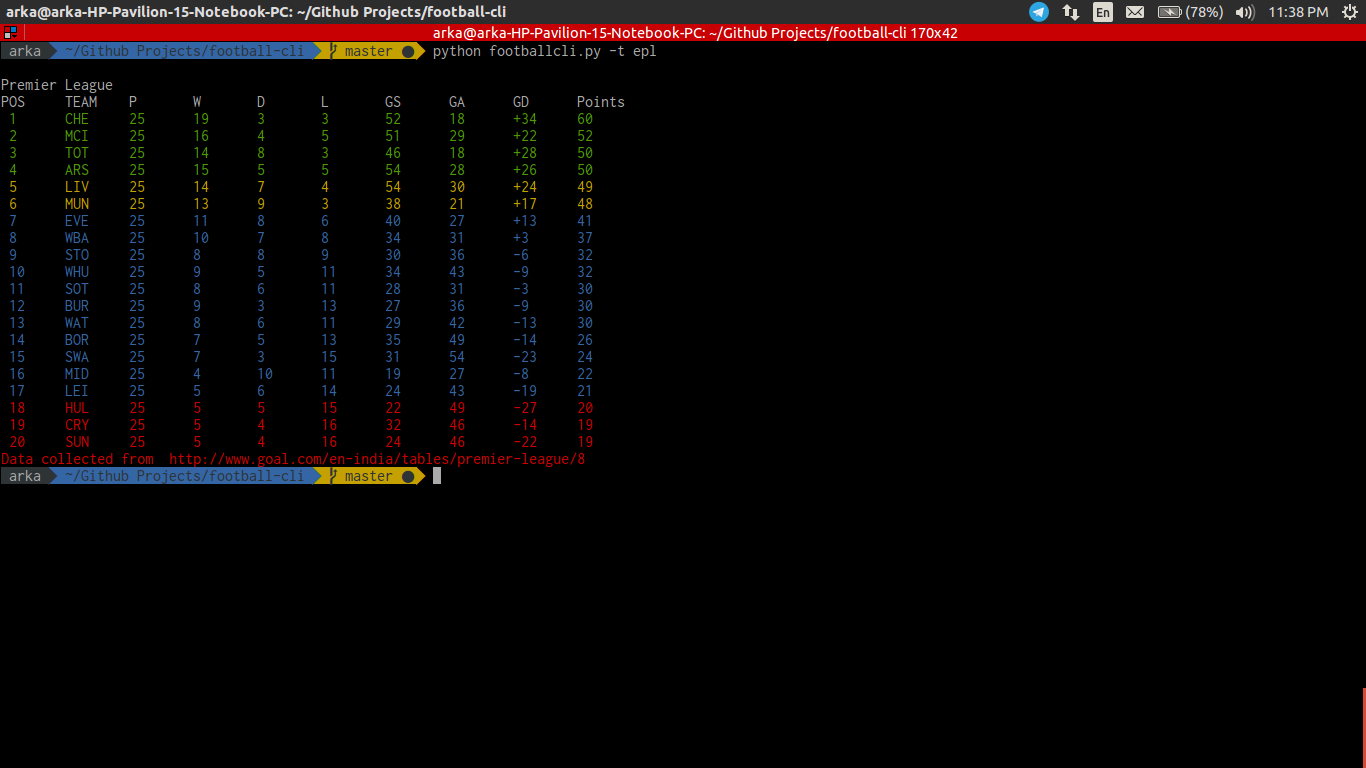 arka@arka-HP-Pavilion-15-Notebook-PC: ~/Github Projects/football-cli En (78%) 11:38 PM
arka@arka-HP-Pavilion-15-Notebook-PC: ~/Github Projects/football-cli 170x42
arka ~/Github Projects/football-cli master ● python footballcli.py -t epl
Premier League
POS TEAM P W D L GS GA GD Points
1 CHE 25 19 3 3 52 18 +34 60
2 MCI 25 16 4 5 51 29 +22 52
3 TOT 25 14 8 3 46 18 +28 50
4 ARS 25 15 5 5 54 28 +26 50
5 LIV 25 14 7 4 54 30 +24 49
6 MUN 25 13 9 3 38 21 +17 48
7 EVE 25 11 8 6 40 27 +13 41
8 WBA 25 10 7 8 34 31 +3 37
9 STO 25 8 8 9 30 36 -6 32
10 WHU 25 9 5 11 34 43 -9 32
11 SOT 25 8 6 11 28 31 -3 30
12 BUR 25 9 3 13 27 36 -9 30
13 WAT 25 8 6 11 29 42 -13 30
14 BOR 25 7 5 13 35 49 -14 26
15 SWA 25 7 3 15 31 54 -23 24
16 MID 25 4 10 11 19 27 -8 22
17 LEI 25 5 6 14 24 43 -19 21
18 HUL 25 5 5 15 22 49 -27 20
19 CRY 25 5 4 16 32 46 -14 19
20 SUN 25 5 4 16 24 46 -22 19
Data collected from http://www.goal.com/en-india/tables/premier-league/8
arka ~/Github Projects/football-cli master ●